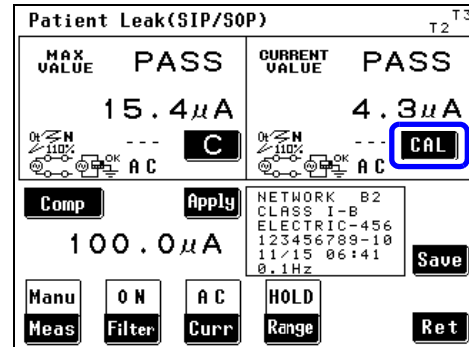 Patient Leak(SIP/SOP)
T2 T3
MAX VALUE PASS
15.4μA
N
110%
--- C
OK
AC
CURRENT VALUE PASS
4.3μA
N
110%
--- CAL
OK
AC
Comp Apply
100.0μA
NETWORK B2
CLASS I-B
ELECTRIC-456
123456789-10
11/15 06:41
0.1Hz
Save
Manu ON AC HOLD
Meas Filter Curr Range Ret